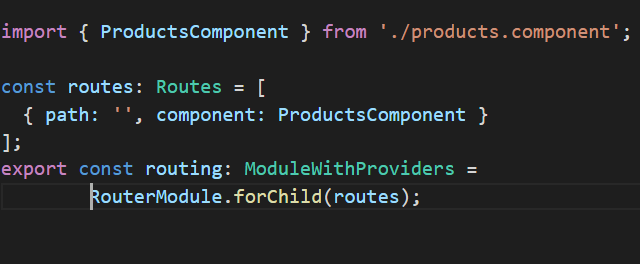 import { ProductsComponent } from './products.component';
const routes: Routes = [
  { path: '', component: ProductsComponent }
];
export const routing: ModuleWithProviders =
        RouterModule.forChild(routes);